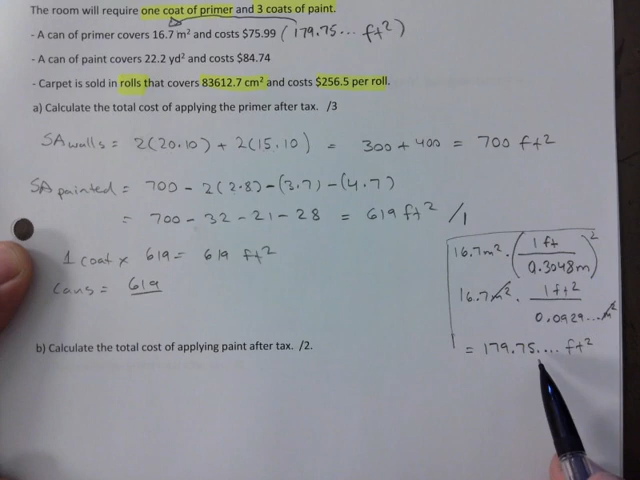 The room will require one coat of primer and 3 coats of paint.
- A can of primer covers 16.7 m² and costs $75.99 (179.75... ft²)
- A can of paint covers 22.2 yd² and costs $84.74
- Carpet is sold in rolls that covers 83612.7 cm² and costs $256.5 per roll.
a) Calculate the total cost of applying the primer after tax. /3
SA walls = 2(20·10) + 2(15·10) = 300 + 400 = 700 ft²
SA painted = 700 - 2(2·8) - (3·7) - (4·7)
= 700 - 32 - 21 - 28 = 619 ft² /1
1 coat × 619 = 619 ft²
cans = 619
16.7m² · (1 ft / 0.3048m)²
16.7m² · 1 ft² / 0.0929...m²
= 179.75.... ft²
b) Calculate the total cost of applying paint after tax. /2.